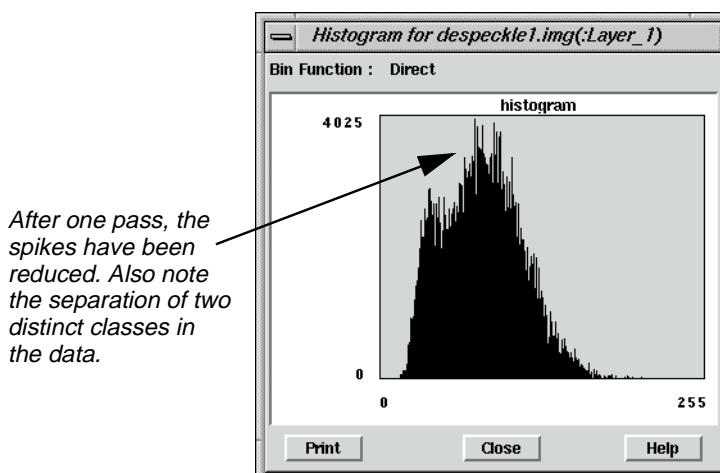 Histogram for despeckle1.img(:Layer_1)
Bin Function : Direct
histogram
4025
0
0 255
Print Close Help
After one pass, the
spikes have been
reduced. Also note
the separation of two
distinct classes in
the data.